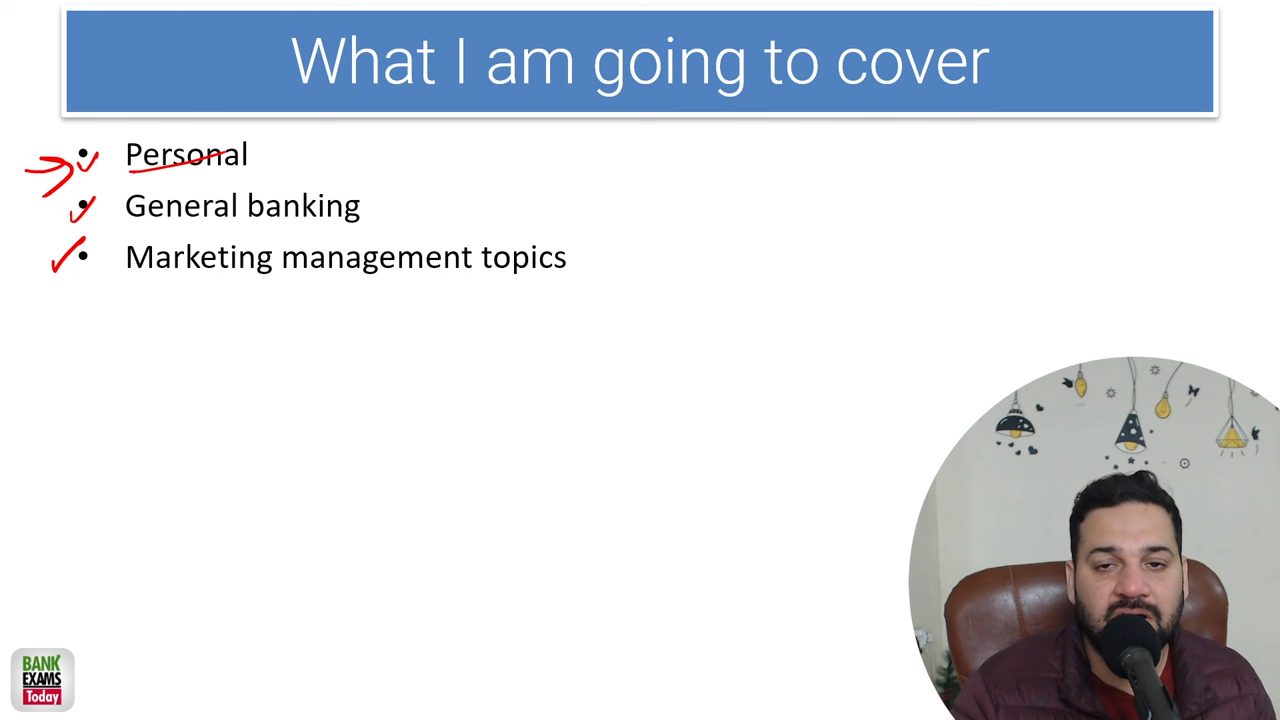 What I am going to cover
• Personal
• General banking
• Marketing management topics
BANK
EXAMS
Today